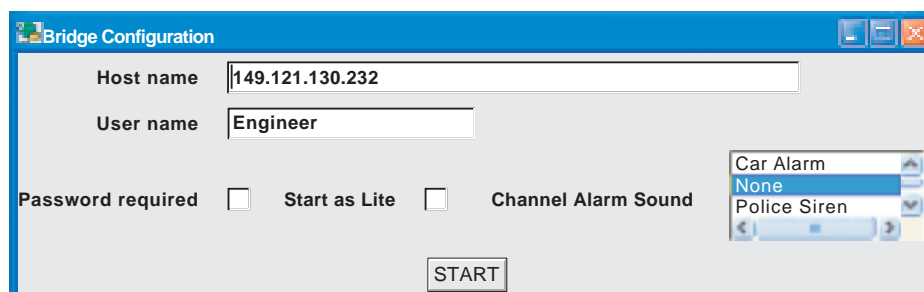 Bridge Configuration
Host name 149.121.130.232
User name Engineer
Password required Start as Lite Channel Alarm Sound
Car Alarm
None
Police Siren
START